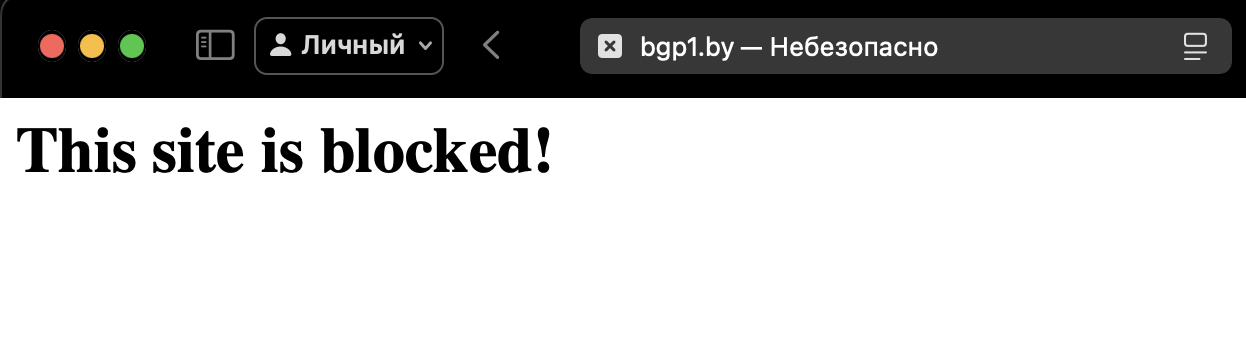 Личный
bgp1.by — Небезопасно
This site is blocked!